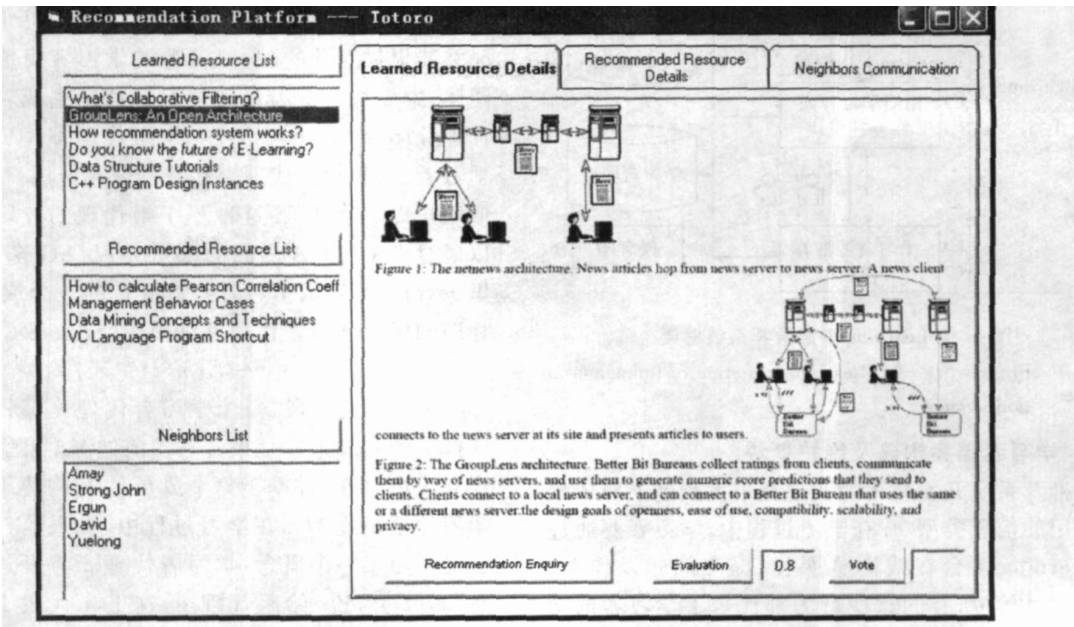 Recommendation Platform --- Totoro
Learned Resource List
What's Collaborative Filtering?
GroupLens: An Open Architecture
How recommendation system works?
Do you know the future of E-Learning?
Data Structure Tutorials
C++ Program Design Instances
Recommended Resource List
How to calculate Pearson Correlation Coeff
Management Behavior Cases
Data Mining Concepts and Techniques
VC Language Program Shortcut
Neighbors List
Amay
Strong John
Ergun
David
Yuelong
Learned Resource Details
Recommended Resource
Details
Neighbors Communication
Figure 1: The netnews architecture. News articles hop from news server to news server. A news client
Better
Bit
Bureau
Better
Bit
Bureau
connects to the news server at its site and presents articles to users.
Figure 2: The GroupLens architecture. Better Bit Bureaus collect ratings from clients, communicate
them by way of news servers, and use them to generate numeric score predictions that they send to
clients. Clients connect to a local news server, and can connect to a Better Bit Bureau that uses the same
or a different news server.the design goals of openness, ease of use, compatibility, scalability, and
privacy.
Recommendation Enquiry
Evaluation
0.8
Vote